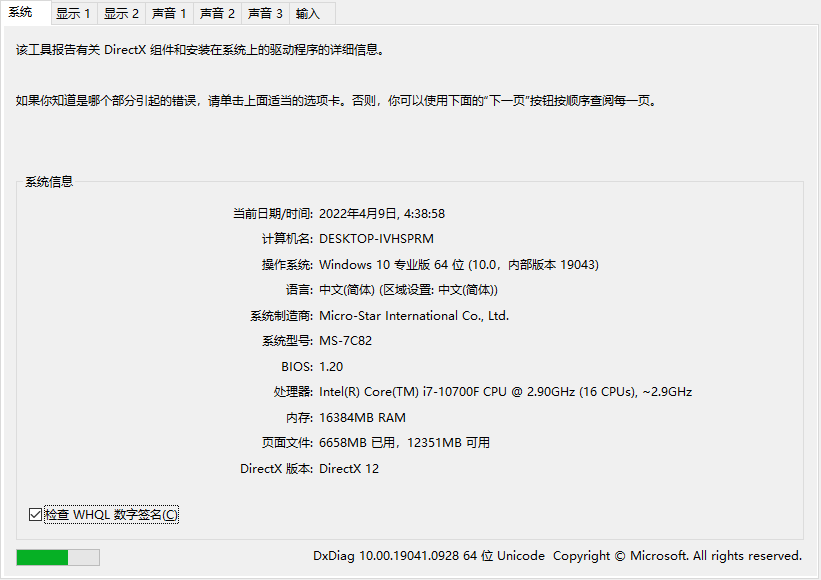 系统 显示 1 显示 2 声音 1 声音 2 声音 3 输入
该工具报告有关 DirectX 组件和安装在系统上的驱动程序的详细信息。
如果你知道是哪个部分引起的错误，请单击上面适当的选项卡。否则，你可以使用下面的“下一页”按钮按顺序查阅每一页。
系统信息
当前日期/时间: 2022年4月9日, 4:38:58
计算机名: DESKTOP-IVHSPRM
操作系统: Windows 10 专业版 64 位 (10.0，内部版本 19043)
语言: 中文(简体) (区域设置: 中文(简体))
系统制造商: Micro-Star International Co., Ltd.
系统型号: MS-7C82
BIOS: 1.20
处理器: Intel(R) Core(TM) i7-10700F CPU @ 2.90GHz (16 CPUs), ~2.9GHz
内存: 16384MB RAM
页面文件: 6658MB 已用，12351MB 可用
DirectX 版本: DirectX 12
检查 WHQL 数字签名(C)
DxDiag 10.00.19041.0928 64 位 Unicode Copyright © Microsoft. All rights reserved.